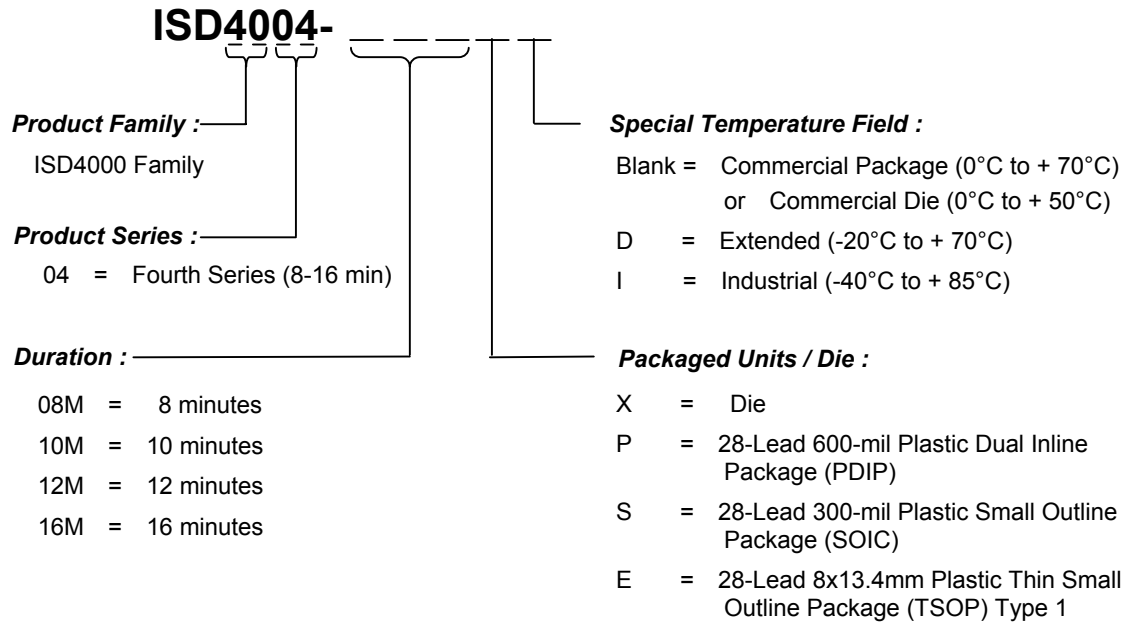 ISD4004-
Product Family :
ISD4000 Family
Product Series :
04 = Fourth Series (8-16 min)
Duration :
08M = 8 minutes
10M = 10 minutes
12M = 12 minutes
16M = 16 minutes
Special Temperature Field :
Blank = Commercial Package (0°C to + 70°C)
or Commercial Die (0°C to + 50°C)
D = Extended (-20°C to + 70°C)
I = Industrial (-40°C to + 85°C)
Packaged Units / Die :
X = Die
P = 28-Lead 600-mil Plastic Dual Inline
Package (PDIP)
S = 28-Lead 300-mil Plastic Small Outline
Package (SOIC)
E = 28-Lead 8x13.4mm Plastic Thin Small
Outline Package (TSOP) Type 1